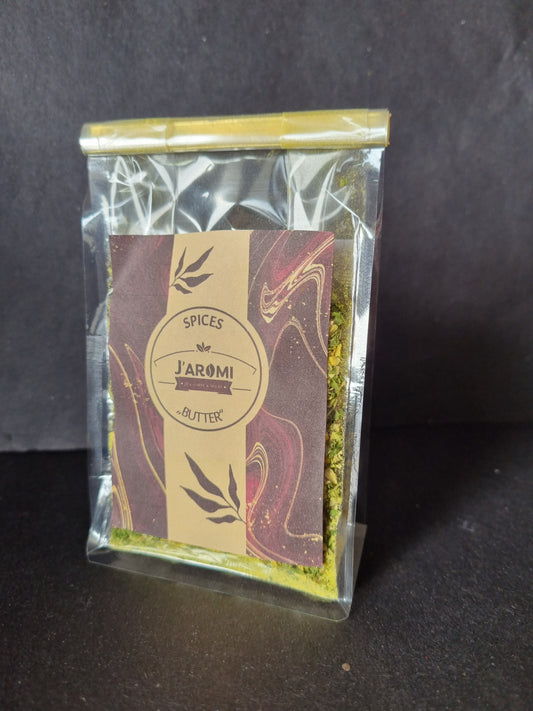 SPICES
J'AROMI
„BUTTER"